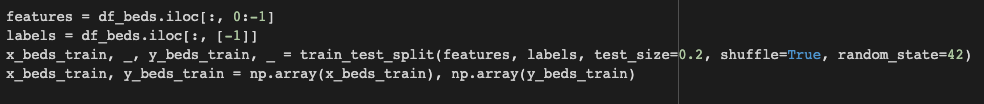 features = df_beds.iloc[:, 0:-1]
labels = df_beds.iloc[:, [-1]]
x_beds_train, _, y_beds_train, _ = train_test_split(features, labels, test_size=0.2, shuffle=True, random_state=42)
x_beds_train, y_beds_train = np.array(x_beds_train), np.array(y_beds_train)